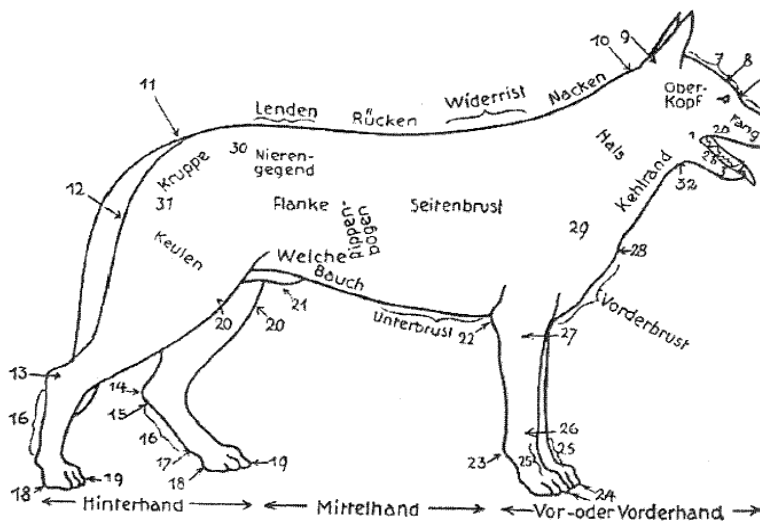 7
8
9
10
Ober-
Kopf
Fang
11
Lenden
Rücken
Widerrist
Nacken
Hals
1
20
Kruppe
30
Nieren-
gegend
Kehlrand
32
12
31
Flanke
Rippen-
bogen
Seitenbrust
29
28
Keulen
Welche
Bauch
21
20
20
Unterbrust
22
Vorderbrust
27
13
14
15
16
16
17
18
18
19
19
23
26
25
25
24
Hinterhand
Mittelhand
Vor-oder Vorderhand